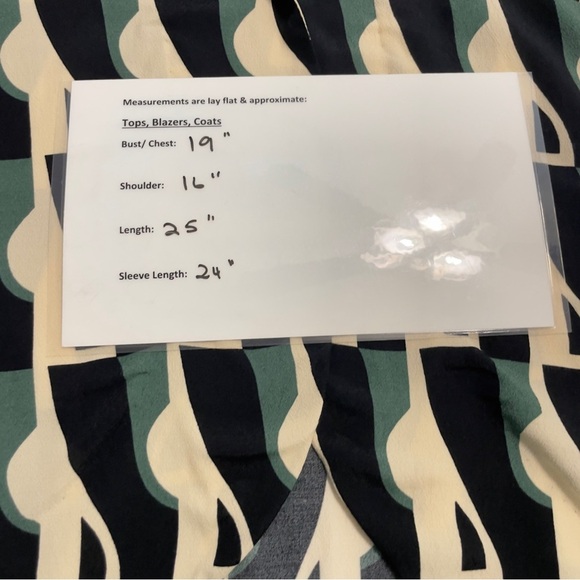 Measurements are lay flat & approximate:
Tops, Blazers, Coats
Bust/ Chest: 19"
Shoulder: 16"
Length: 25"
Sleeve Length: 24"